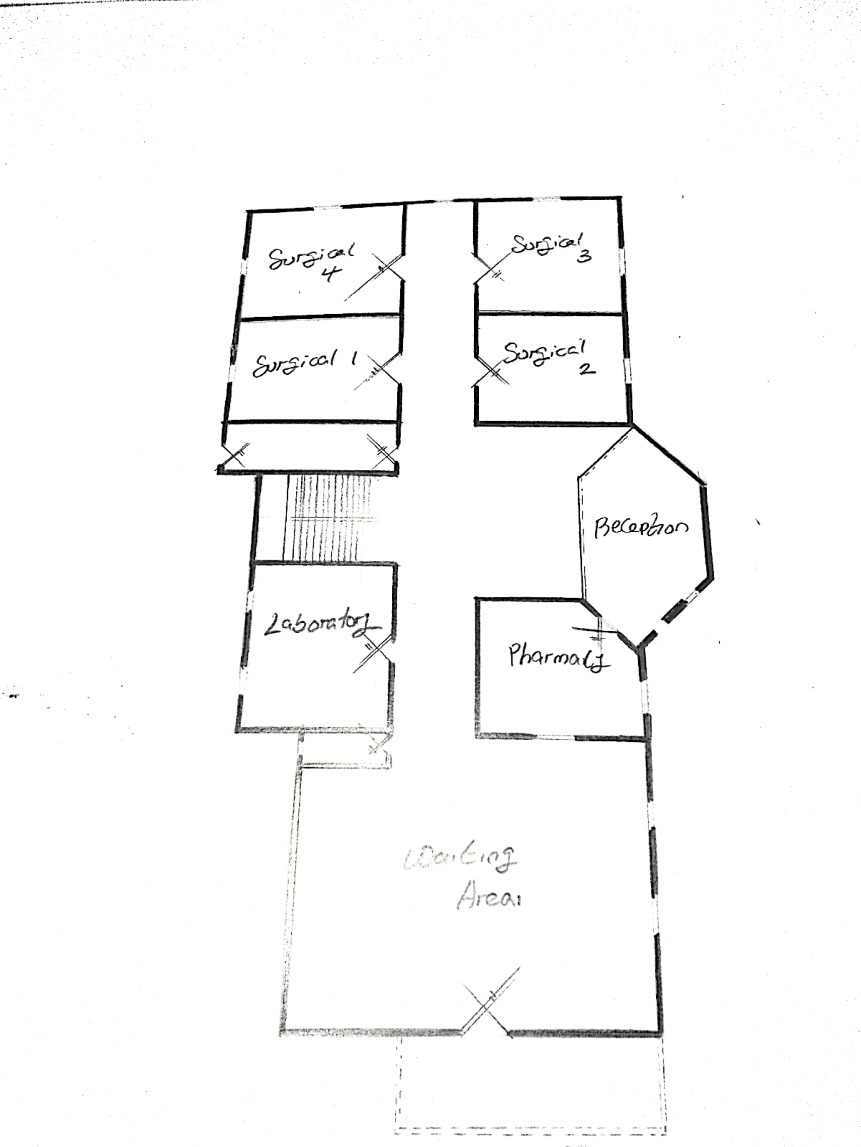 Surgical
4
Surgical
3
Surgical 1
Surgical
2
Reception
Laboratory
Pharmacy
Waiting
Area